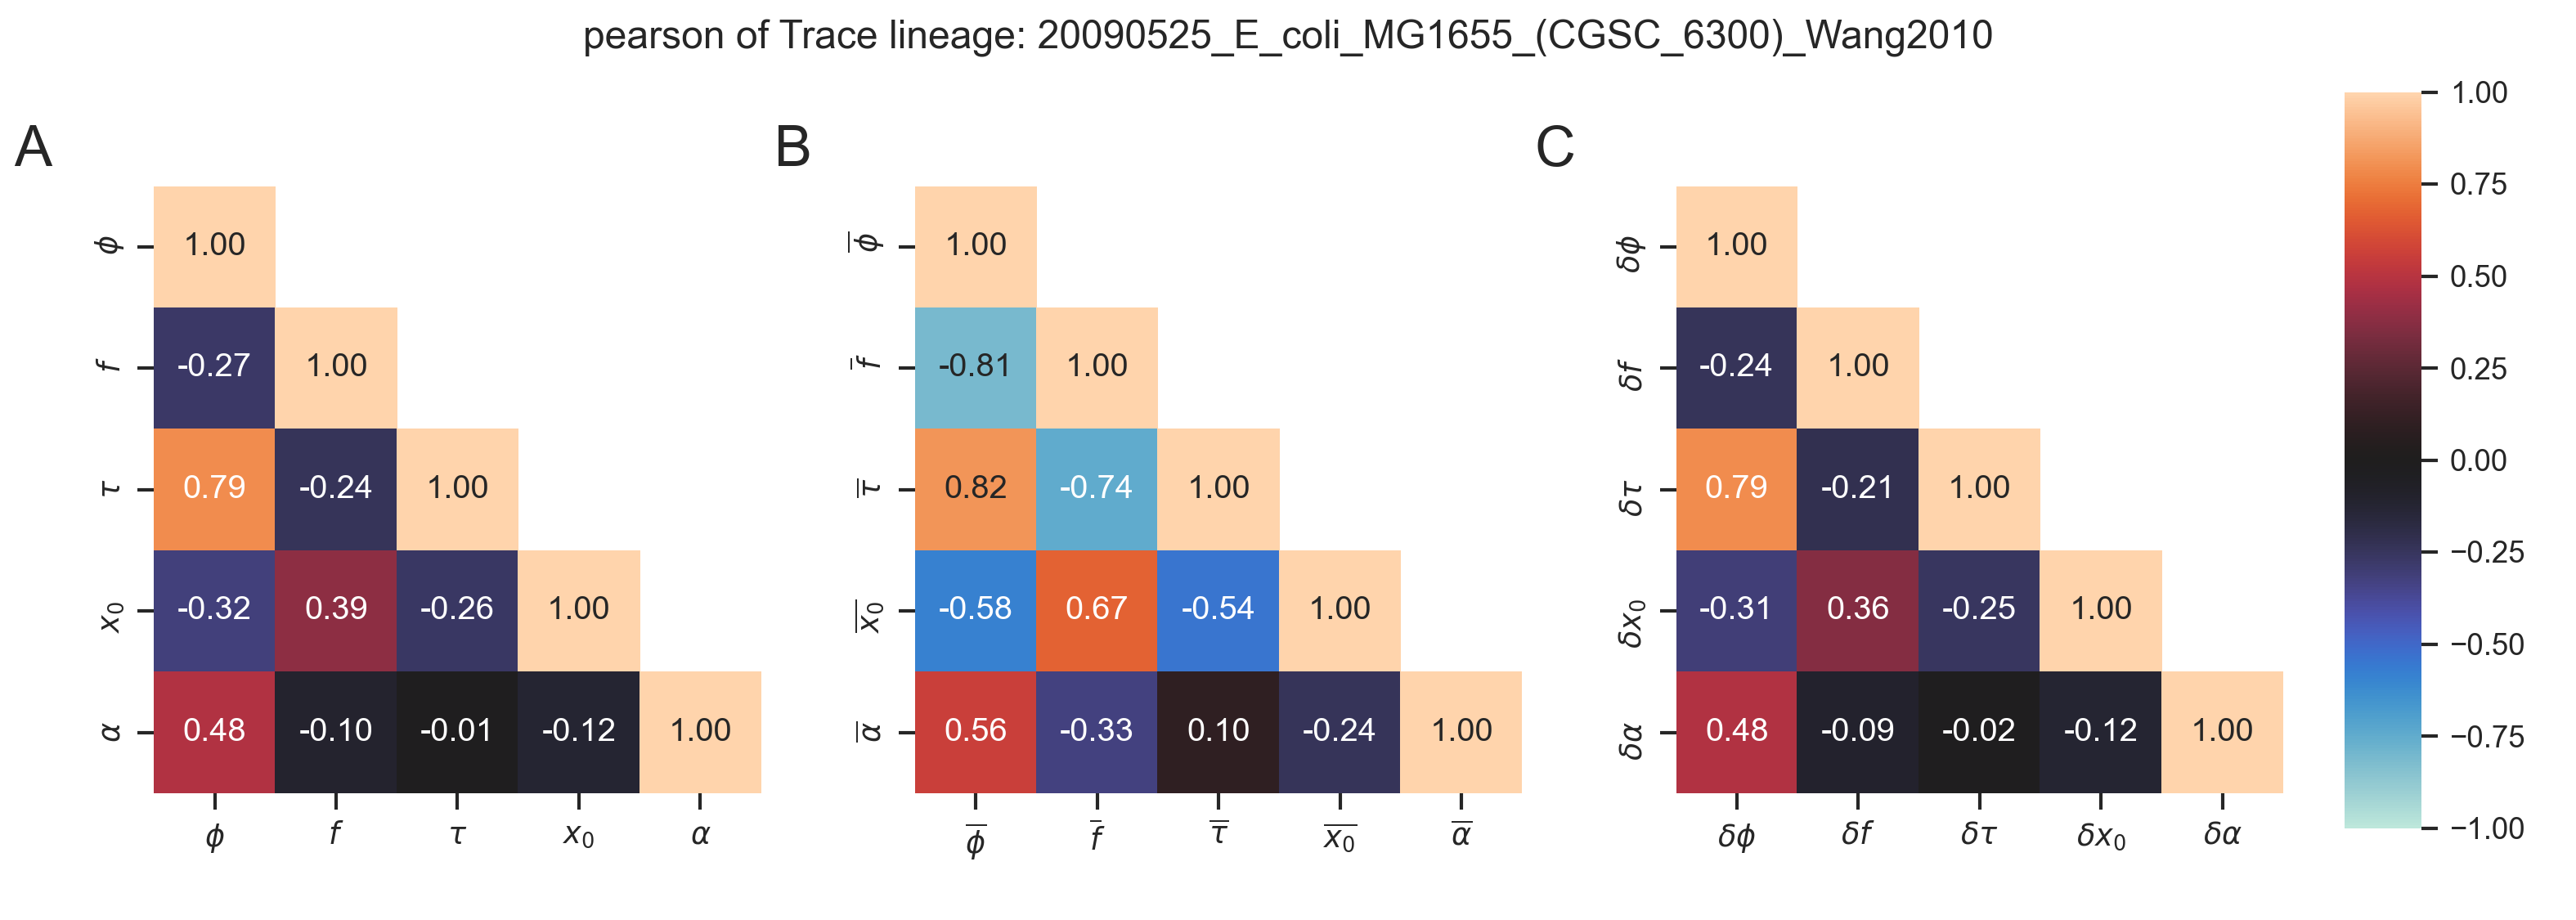 pearson of Trace lineage: 20090525_E_coli_MG1655_(CGSC_6300)_Wang2010
A
ϕ 1.00
f -0.27 1.00
τ 0.79 -0.24 1.00
x₀ -0.32 0.39 -0.26 1.00
α 0.48 -0.10 -0.01 -0.12 1.00
ϕ f τ x₀ α
B
ϕ̅ 1.00
f̅ -0.81 1.00
τ̅ 0.82 -0.74 1.00
x̅₀̅ -0.58 0.67 -0.54 1.00
α̅ 0.56 -0.33 0.10 -0.24 1.00
ϕ̅ f̅ τ̅ x̅₀̅ α̅
C
δϕ 1.00
δf -0.24 1.00
δτ 0.79 -0.21 1.00
δx₀ -0.31 0.36 -0.25 1.00
δα 0.48 -0.09 -0.02 -0.12 1.00
δϕ δf δτ δx₀ δα
1.00
0.75
0.50
0.25
0.00
−0.25
−0.50
−0.75
−1.00